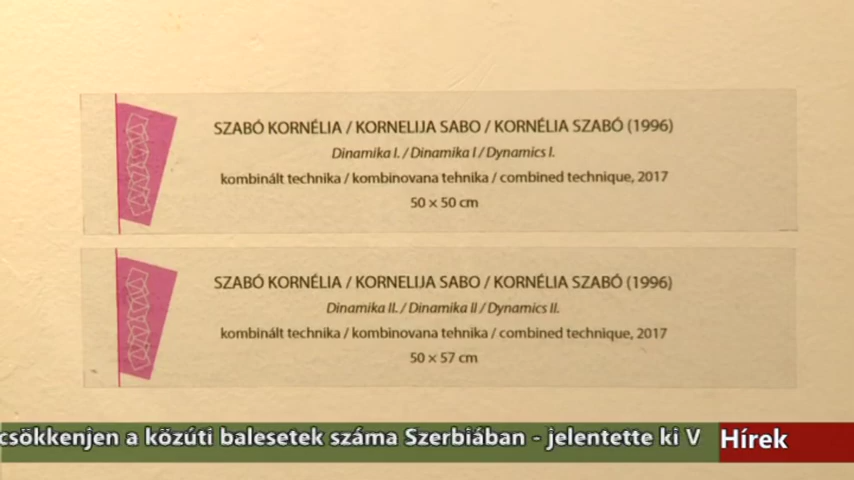 SZABÓ KORNÉLIA / KORNELIJA SABO / KORNÉLIA SZABÓ (1996)
Dinamika I. / Dinamika I / Dynamics I.
kombinált technika / kombinovana tehnika / combined technique, 2017
50 × 50 cm
SZABÓ KORNÉLIA / KORNELIJA SABO / KORNÉLIA SZABÓ (1996)
Dinamika II. / Dinamika II / Dynamics II.
kombinált technika / kombinovana tehnika / combined technique, 2017
50 × 57 cm
csökkenjen a közúti balesetek száma Szerbiában - jelentette ki V
Hírek